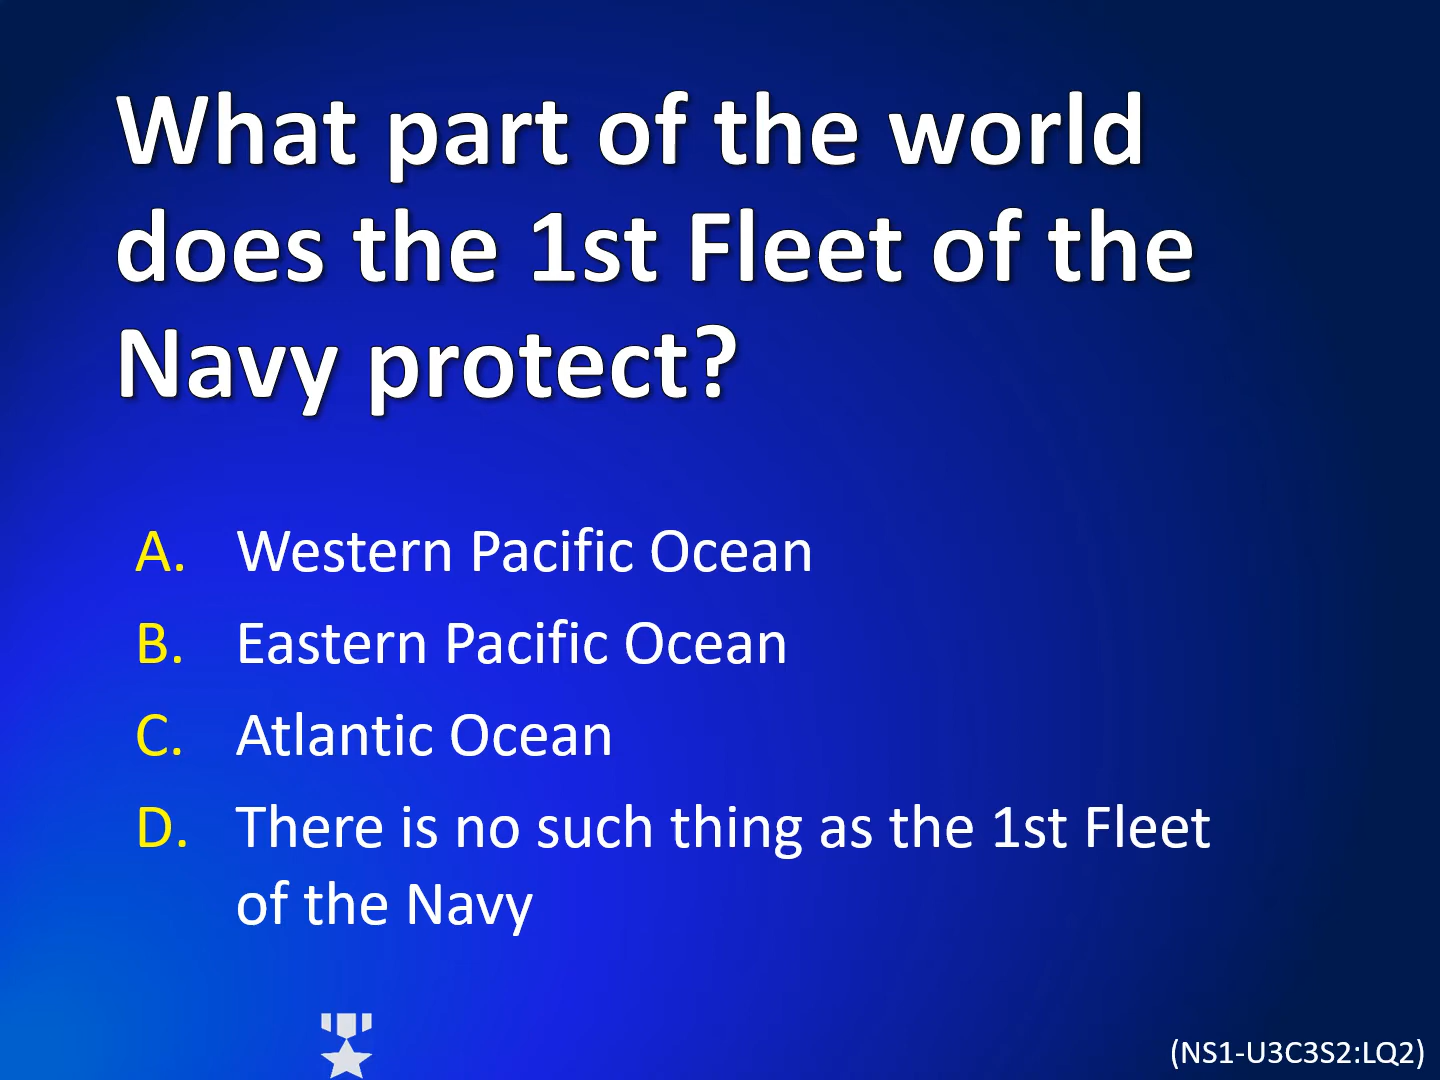 What part of the world
does the 1st Fleet of the
Navy protect?
A. Western Pacific Ocean
B. Eastern Pacific Ocean
C. Atlantic Ocean
D. There is no such thing as the 1st Fleet
of the Navy
(NS1-U3C3S2:LQ2)